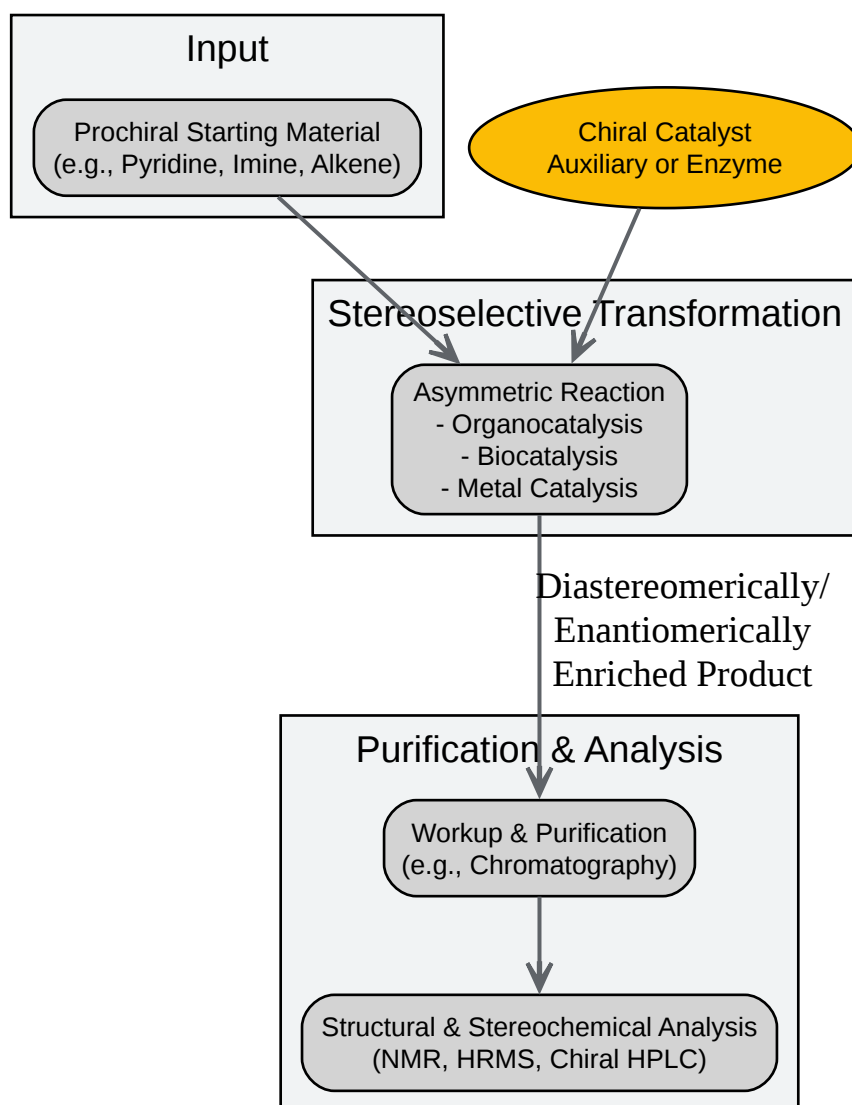 Input
Prochiral Starting Material
(e.g., Pyridine, Imine, Alkene)
Chiral Catalyst
Auxiliary or Enzyme
Stereoselective Transformation
Asymmetric Reaction
- Organocatalysis
- Biocatalysis
- Metal Catalysis
Diastereomerically/
Enantiomerically
Enriched Product
Purification & Analysis
Workup & Purification
(e.g., Chromatography)
Structural & Stereochemical Analysis
(NMR, HRMS, Chiral HPLC)